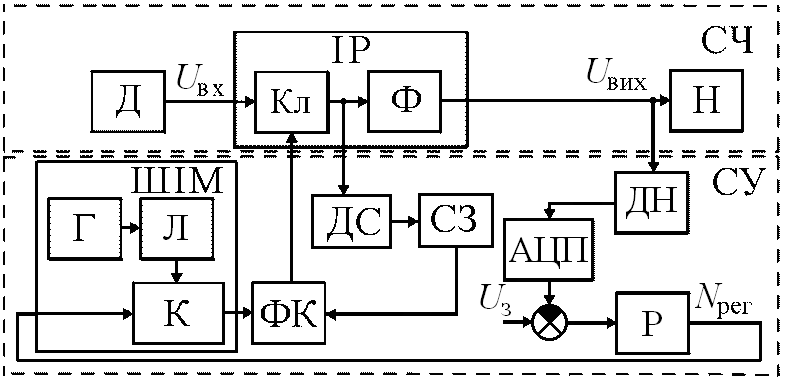 СЧ
ІР
Д
Uвх
Кл
Ф
Uвих
Н
ШІМ
СУ
Г
Л
ДС
СЗ
ДН
АЦП
К
ФК
Uз
Р
Nрег